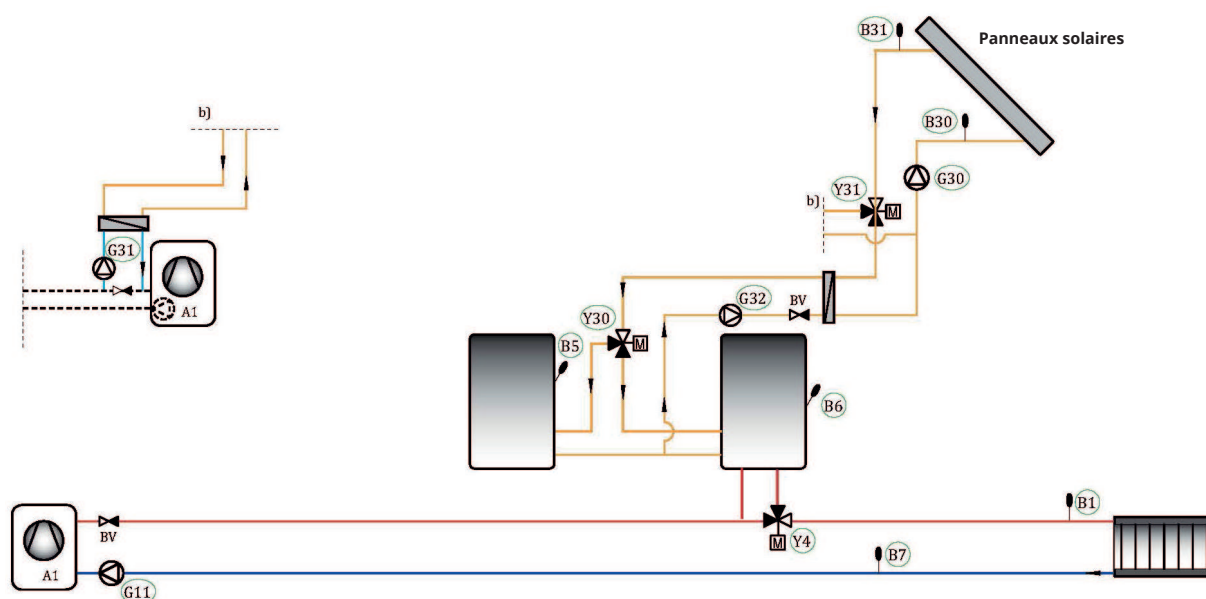 B31
Panneaux solaires
b)
B30
G30
Y31
b)
M
G31
A1
G32
BV
Y30
M
B5
B6
B1
BV
M
Y4
B7
A1
G11